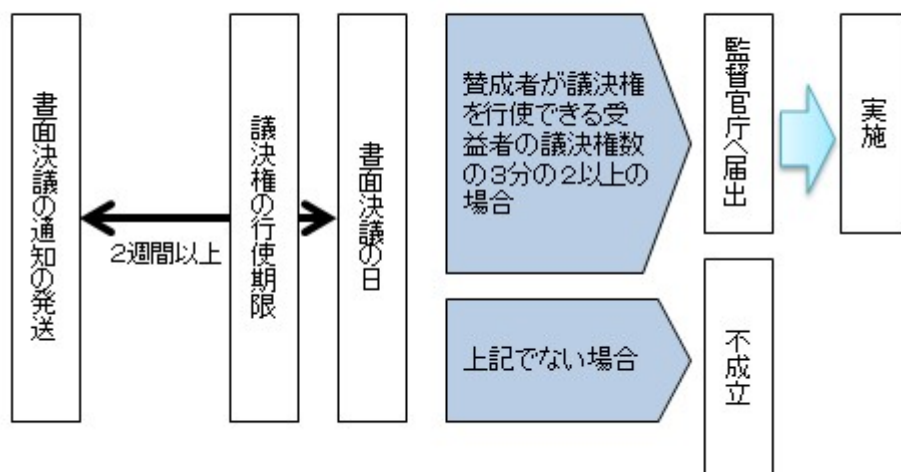 書面決議の通知の発送
2週間以上
議決権の行使期限
書面決議の日
賛成者が議決権
を行使できる受
益者の議決権数
の3分の2以上の
場合
監督官庁へ届出
実施
上記でない場合
不成立